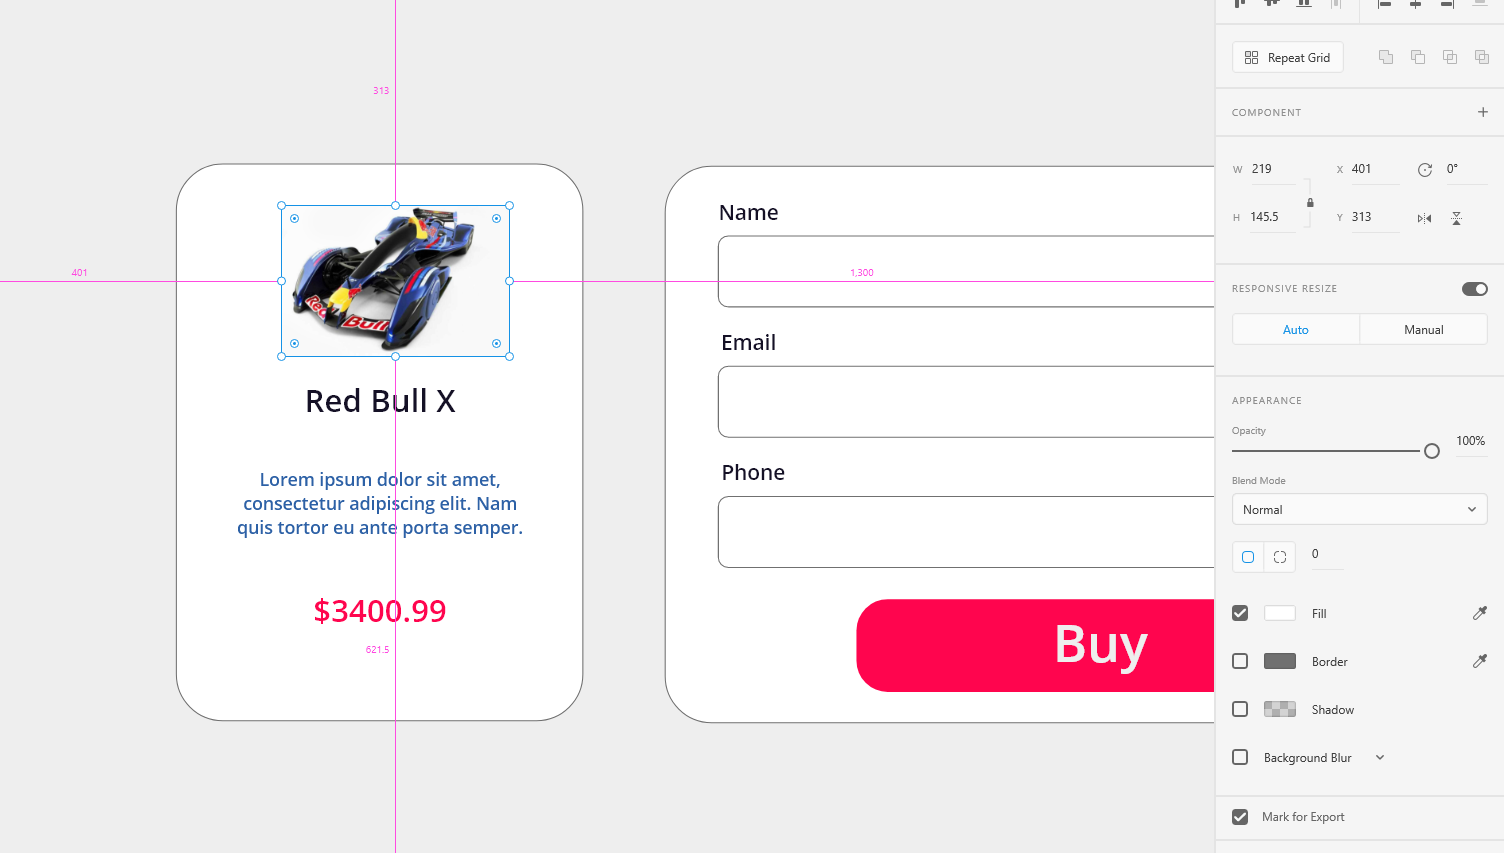 Repeat Grid
COMPONENT
W 219 X 401 0°
H 145.5 Y 313
RESPONSIVE RESIZE
Auto Manual
APPEARANCE
Opacity
100%
Blend Mode
Normal
0
Fill
Border
Shadow
Background Blur
Mark for Export
313
401
1,300
621.5
Red
Bull
Red Bull X
Lorem ipsum dolor sit amet,
consectetur adipiscing elit. Nam
quis tortor eu ante porta semper.
$3400.99
Name
Email
Phone
Buy